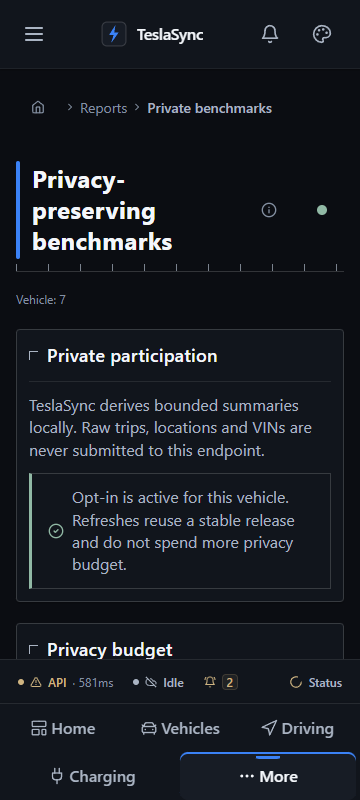 TeslaSync
Reports > Private benchmarks
Privacy-
preserving
benchmarks
Vehicle: 7
Private participation
TeslaSync derives bounded summaries
locally. Raw trips, locations and VINs are
never submitted to this endpoint.
Opt-in is active for this vehicle.
Refreshes reuse a stable release
and do not spend more privacy
budget.
Privacy budget
API · 581ms Idle 2 Status
Home Vehicles Driving
Charging More